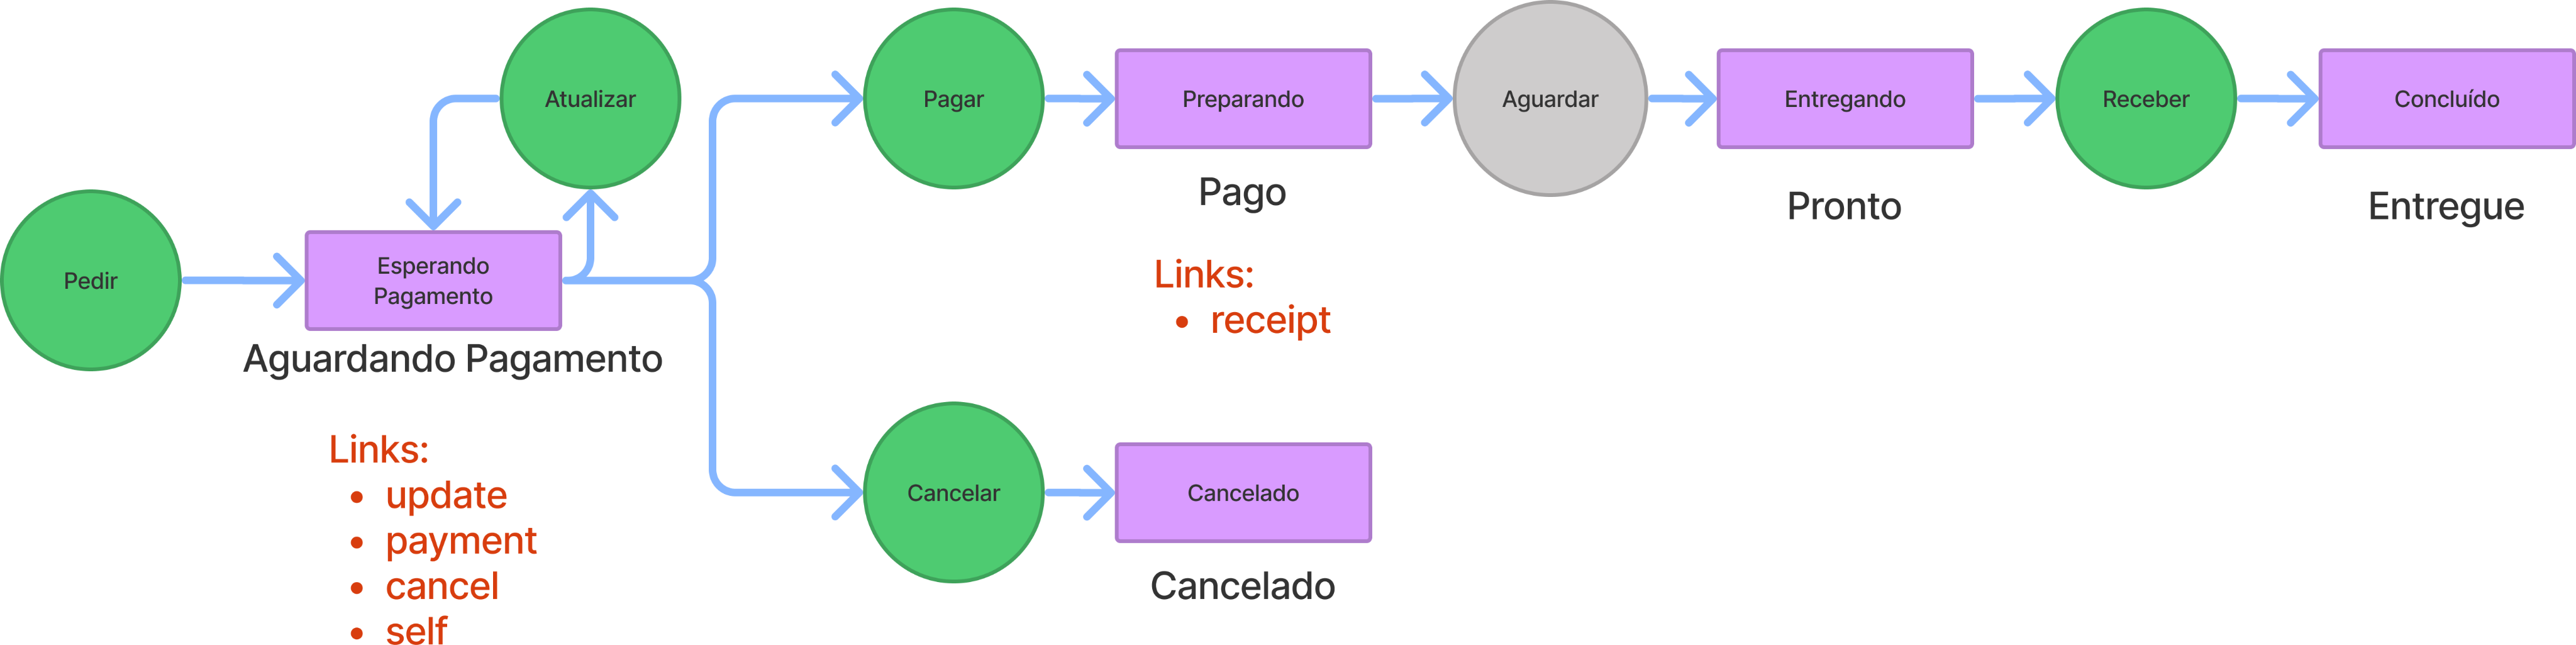 Atualizar
Pagar
Preparando
Aguardar
Entregando
Receber
Concluído
Pago
Pronto
Entregue
Pedir
Esperando
Pagamento
Aguardando Pagamento
Links:
• receipt
Links:
• update
• payment
• cancel
• self
Cancelar
Cancelado
Cancelado